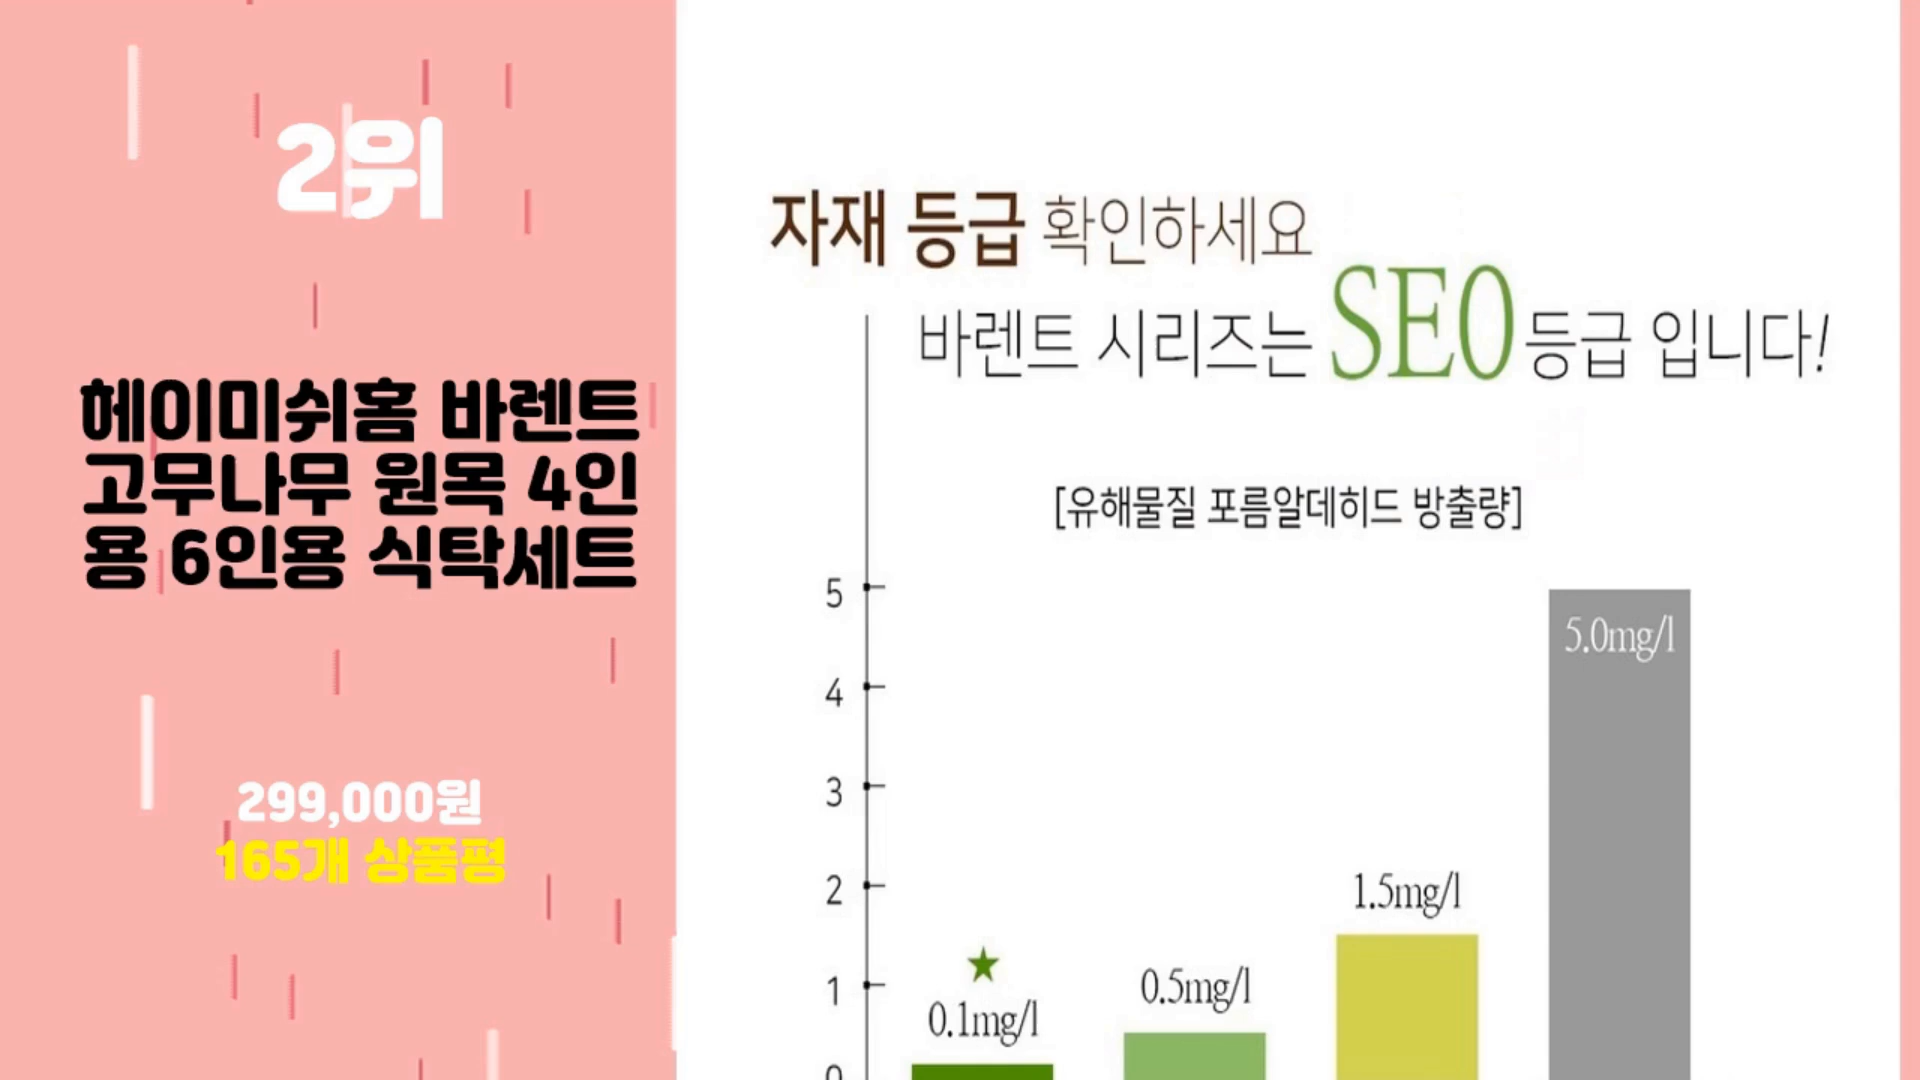 2위
헤이미쉬홈 바렌트
고무나무 원목 4인
용 6인용 식탁세트
299,000원
165개 상품평
자재 등급 확인하세요
바렌트 시리즈는 SEO등급 입니다!
[유해물질 포름알데히드 방출량]
5
4
3
2
1
0
0.1mg/l
0.5mg/l
1.5mg/l
5.0mg/l